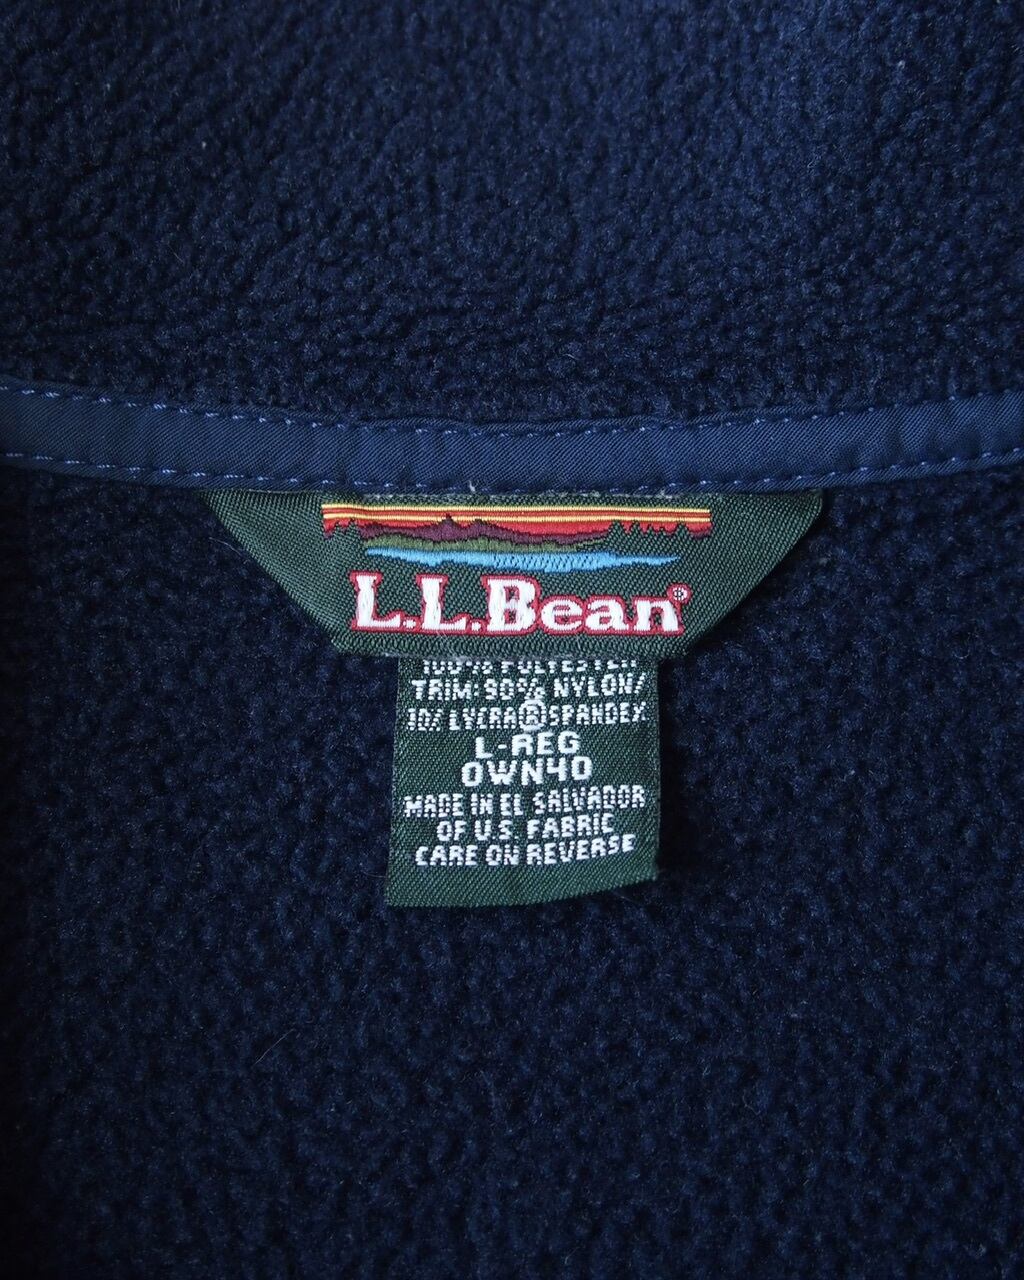 L.L.Bean®
100% POLYESTER
TRIM: 90% NYLON/
10% LYCRA® SPANDEX
L-REG
OWN40
MADE IN EL SALVADOR
OF U.S. FABRIC
CARE ON REVERSE